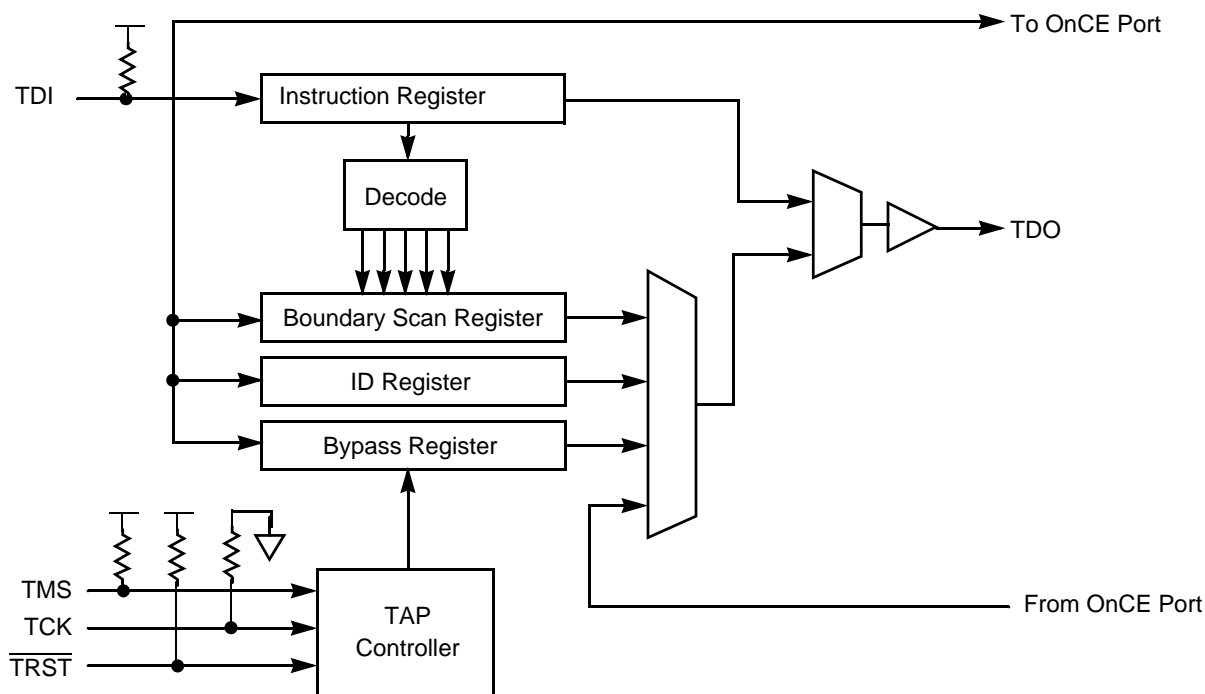 To OnCE Port
TDI
Instruction Register
Decode
TDO
Boundary Scan Register
ID Register
Bypass Register
TMS
TCK
TRST
TAP
Controller
From OnCE Port